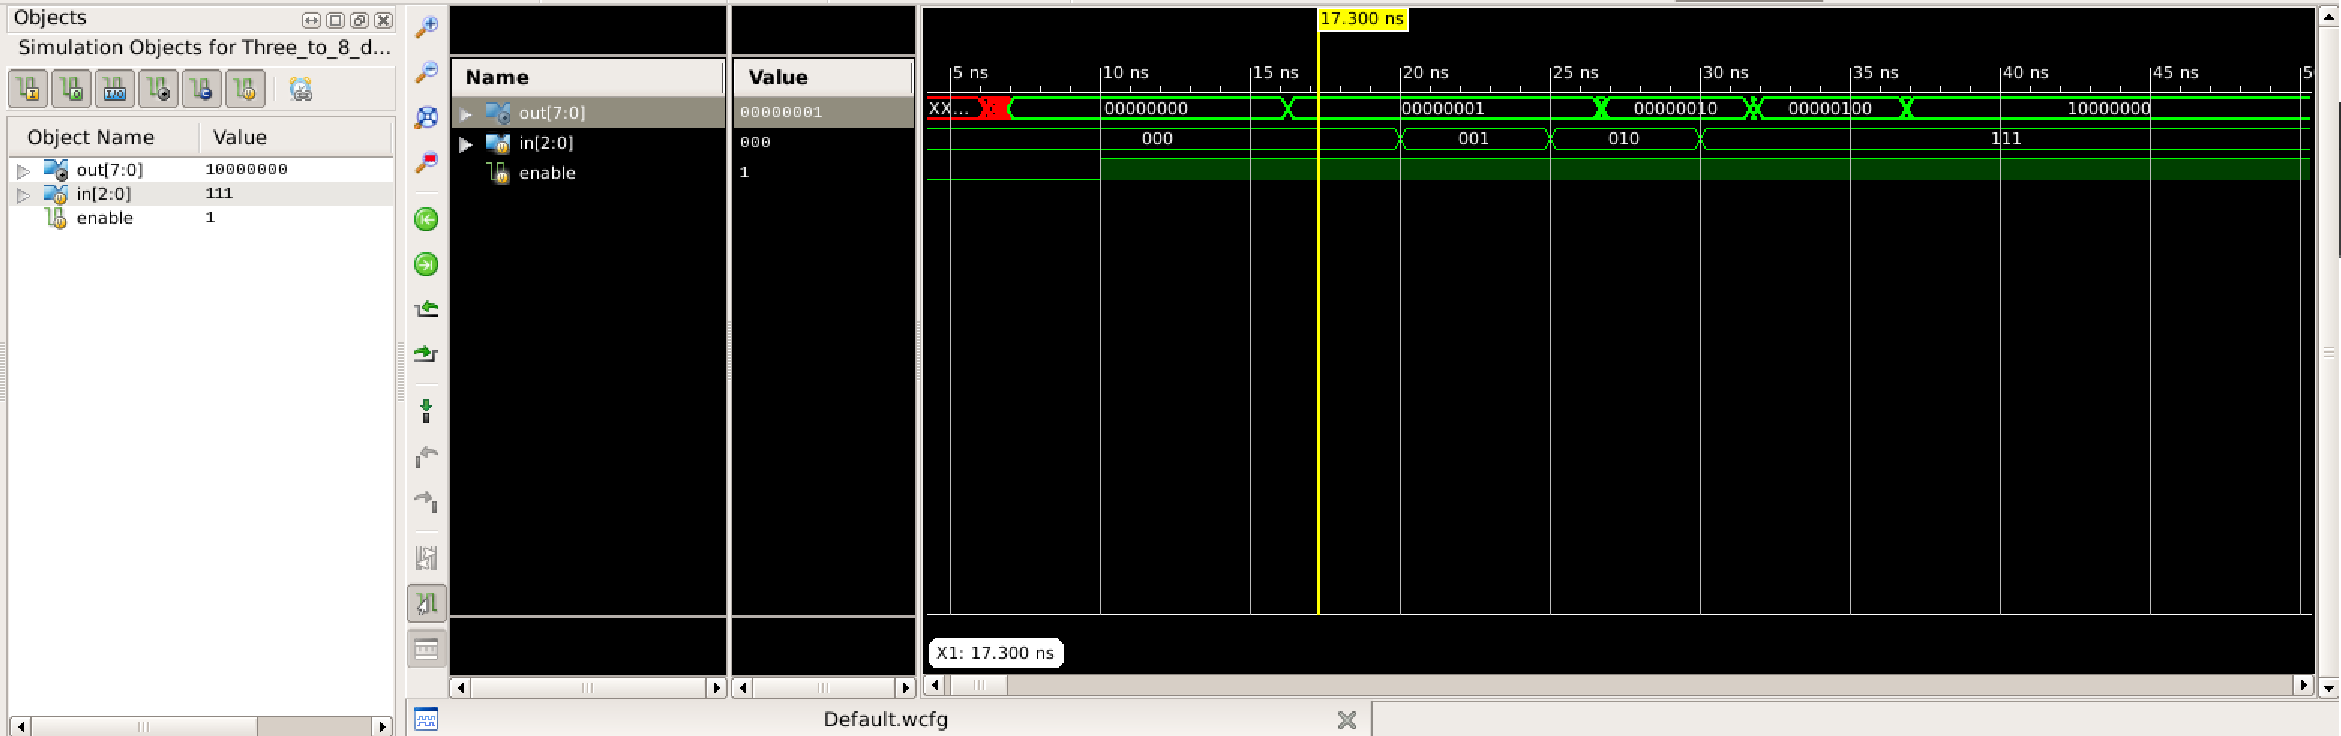 Objects
Simulation Objects for Three_to_8_d...
Object Name Value
out[7:0] 10000000
in[2:0] 111
enable 1
Name Value
out[7:0] 00000001
in[2:0] 000
enable 1
17.300 ns
5 ns 10 ns 15 ns 20 ns 25 ns 30 ns 35 ns 40 ns 45 ns 5
XX... 00000000 00000001 00000010 00000100 10000000
000 001 010 111
X1: 17.300 ns
Default.wcfg